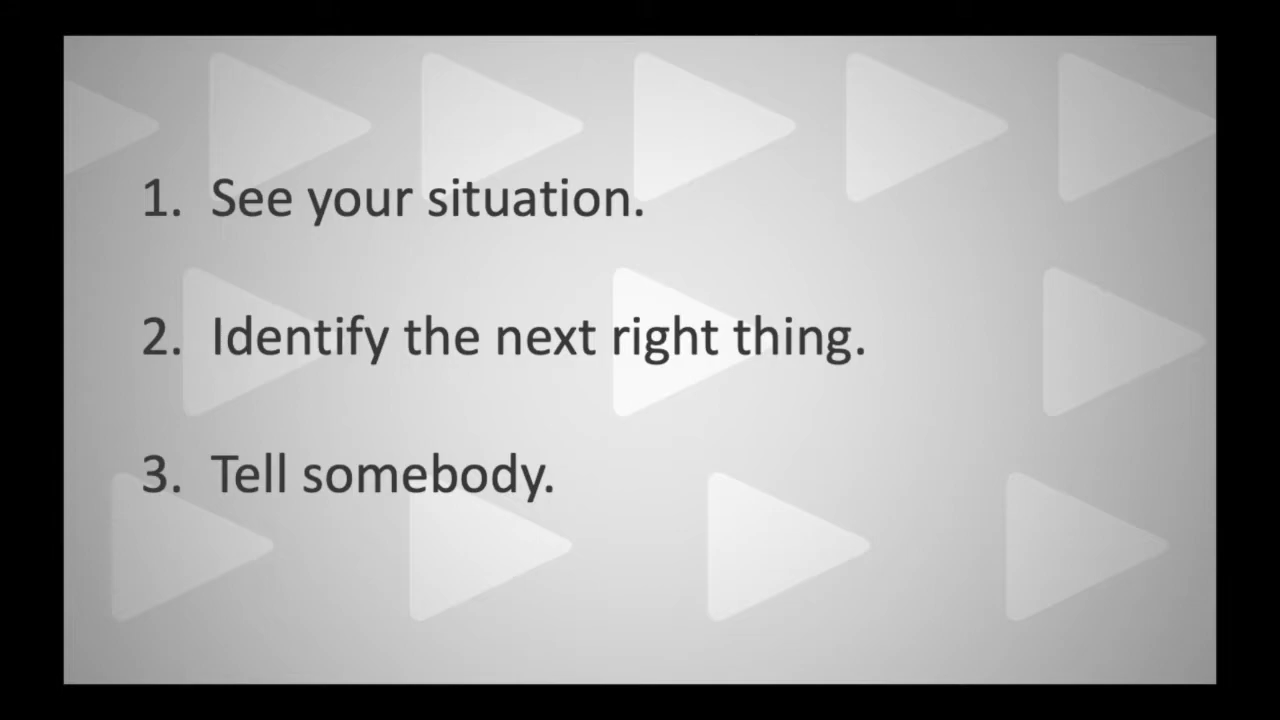 1. See your situation.
2. Identify the next right thing.
3. Tell somebody.